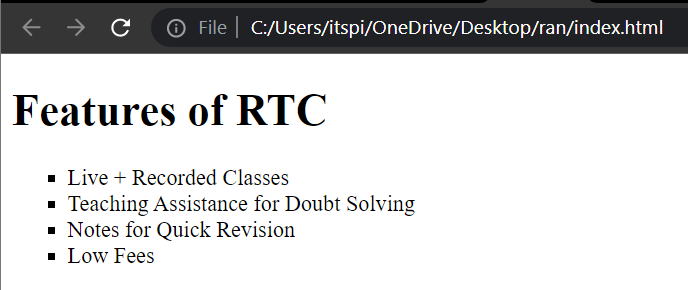 File | C:/Users/itspi/OneDrive/Desktop/ran/index.html
Features of RTC
Live + Recorded Classes
Teaching Assistance for Doubt Solving
Notes for Quick Revision
Low Fees